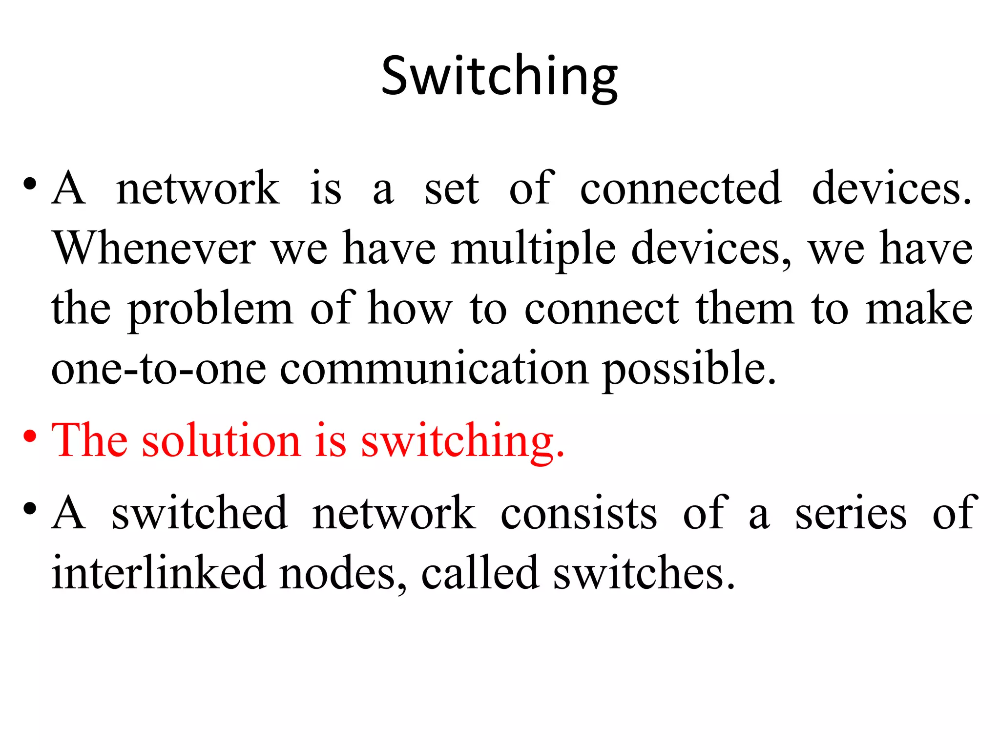 Switching
• A network is a set of connected devices.
Whenever we have multiple devices, we have
the problem of how to connect them to make
one-to-one communication possible.
• The solution is switching.
• A switched network consists of a series of
interlinked nodes, called switches.